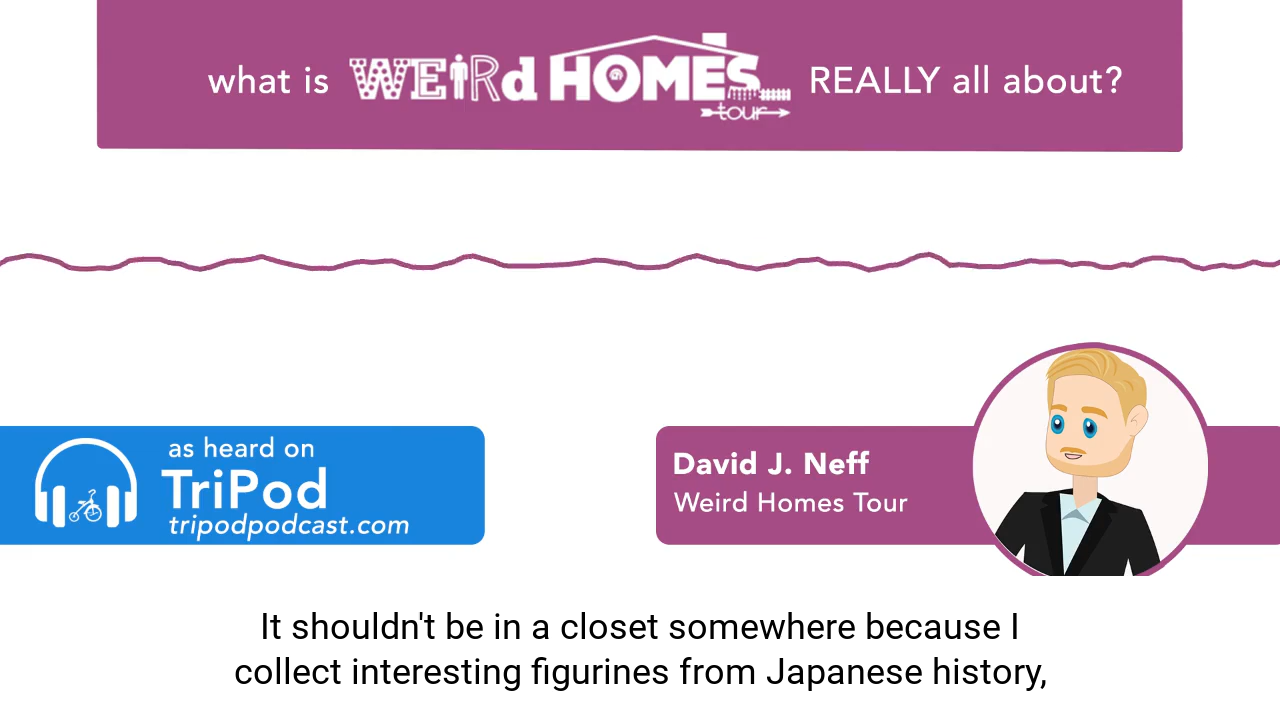 what is WEIRd HOMES tour REALLY all about?
as heard on
TriPod
tripodpodcast.com
David J. Neff
Weird Homes Tour
It shouldn't be in a closet somewhere because I
collect interesting figurines from Japanese history,